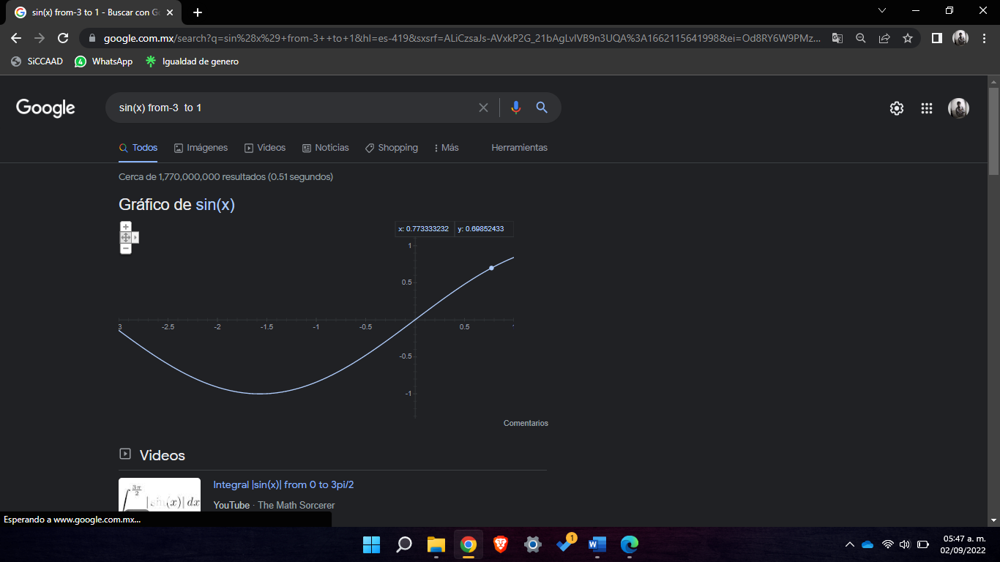 sin(x) from-3 to 1 - Buscar con G
google.com.mx/search?q=sin%28x%29+from-3++to+1&hl=es-419&sxsrf=ALiCzsaJs-AVxkP2G_21bAgLvIVB9n3UQA%3A1662115641998&ei=Od8RY6W9PMz...
SiCCAAD WhatsApp Igualdad de genero
4
Google sin(x) from-3  to 1
Todos Imágenes Videos Noticias Shopping Más Herramientas
Cerca de 1,770,000,000 resultados (0.51 segundos)
Gráfico de sin(x)
x: 0.773333232 y: 0.69852433
1
0.5
3 -2.5 -2 -1.5 -1 -0.5 0.5
-0.5
-1
Comentarios
Videos
Integral |sin(x)| from 0 to 3pi/2
YouTube · The Math Sorcerer
∫ 3π/2 |sin(x)| dx
Esperando a www.google.com.mx...
1
05:47 a. m.
02/09/2022